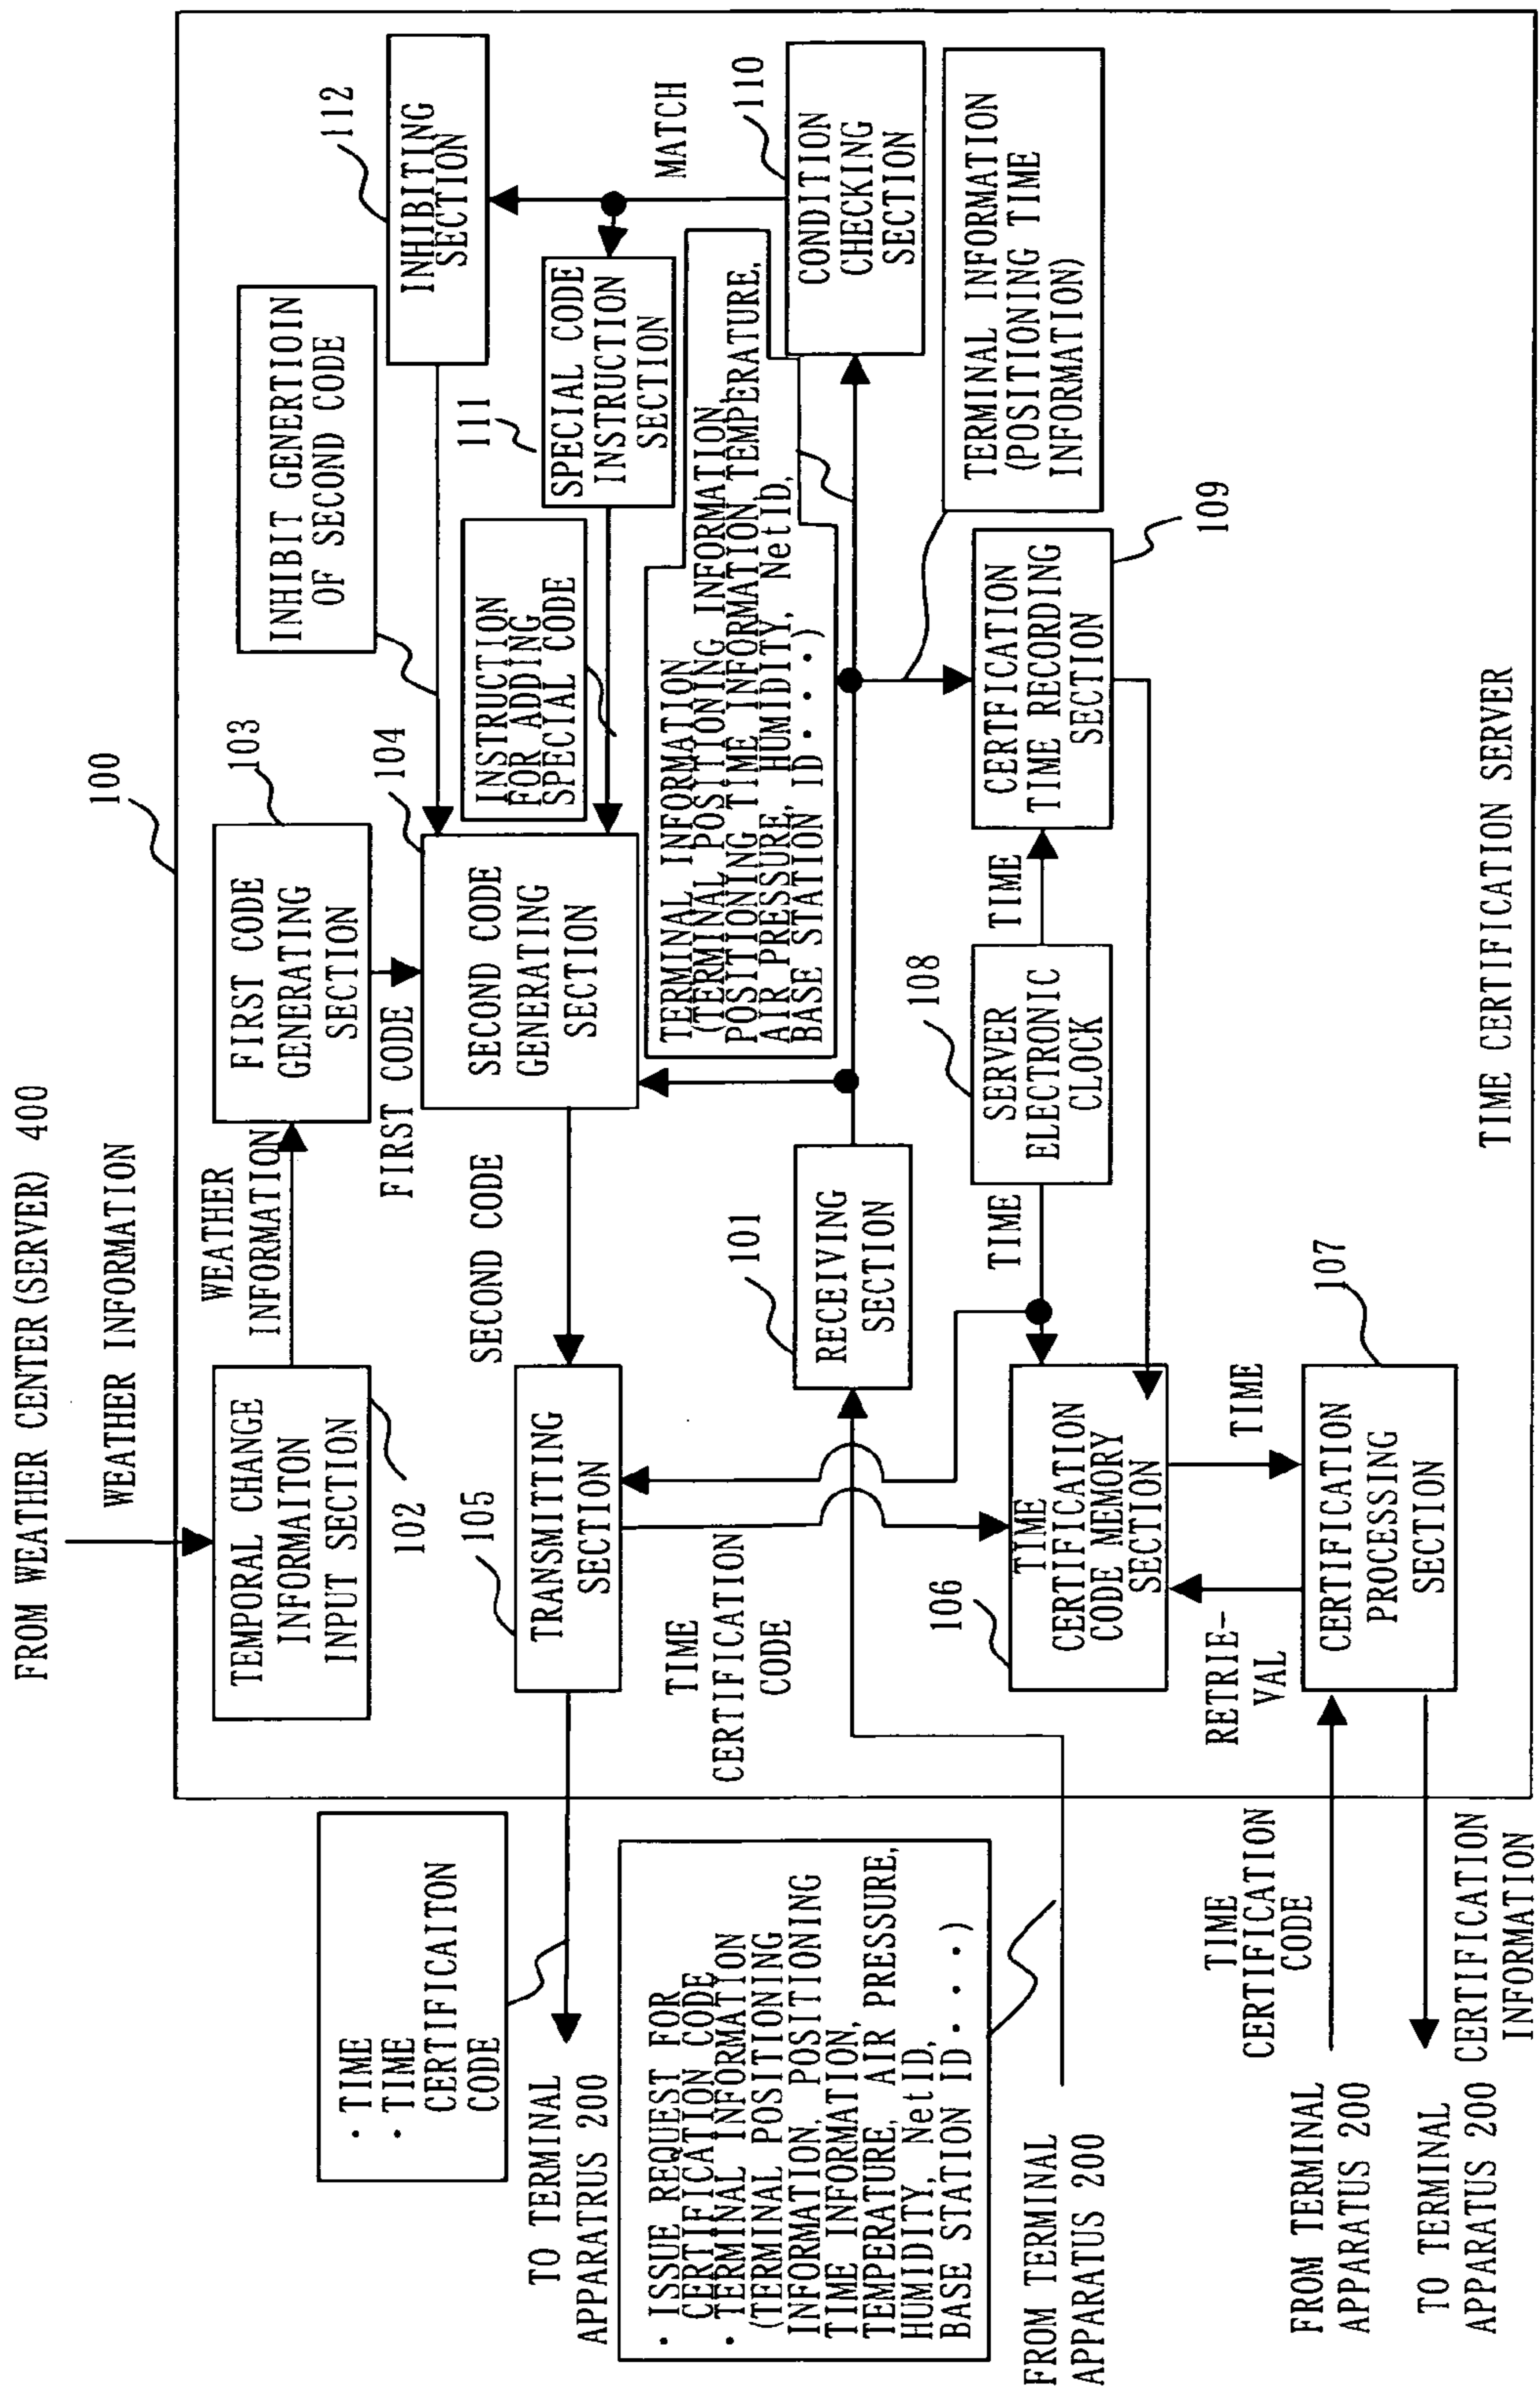 FROM WEATHER CENTER(SERVER) 400
WEATHER INFORMATION
100
TEMPORAL CHANGE
INFORMAITON
INPUT SECTION
102
WEATHER
INFORMATION
FIRST CODE
GENERATING
SECTION
103
FIRST CODE
INHIBIT GENERTIOIN
OF SECOND CODE
INHIBITING
SECTION
112
· TIME
· TIME
CERTIFICAITON
CODE
TO TERMINAL
APPARATRUS 200
105
TRANSMITTING
SECTION
SECOND CODE
104
SECOND CODE
GENERATING
SECTION
INSTRUCTION
FOR ADDING
SPECIAL CODE
111
SPECIAL CODE
INSTRUCTION
SECTION
MATCH
· ISSUE REQUEST FOR
CERTIFICATION CODE
· TERMINAL INFORMATION
(TERMINAL POSITIONING
INFORMATION, POSITIONING
TIME INFORMATION,
TEMPERATURE, AIR PRESSURE,
HUMIDITY, NetID,
BASE STATION ID····)
FROM TERMINAL
APPARATUS 200
TIME
CERTIFICATION
CODE
101
RECEIVING
SECTION
TERMINAL INFORMATION
(TERMINAL POSITIONING INFORMATION,
POSITIONING TIME INFORMATION,TEMPERATURE,
AIR PRESSURE, HUMIDITY, NetID,
BASE STATION ID····)
110
CONDITION
CHECKING
SECTION
106
TIME
CERTIFICATION
CODE MEMORY
SECTION
TIME
108
SERVER
ELECTRONIC
CLOCK
TIME
CERTFICATION
TIME RECORDING
SECTION
109
TERMINAL INFORMATION
(POSITIONING TIME
INFORMATION)
RETRIE-
VAL
TIME
107
CERTIFICATION
PROCESSING
SECTION
TIME
CERTIFICATION
CODE
FROM TERMINAL
APPARATUS 200
CERTIFICATION
INFORMATION
TO TERMINAL
APPARATUS 200
TIME CERTIFICATION SERVER